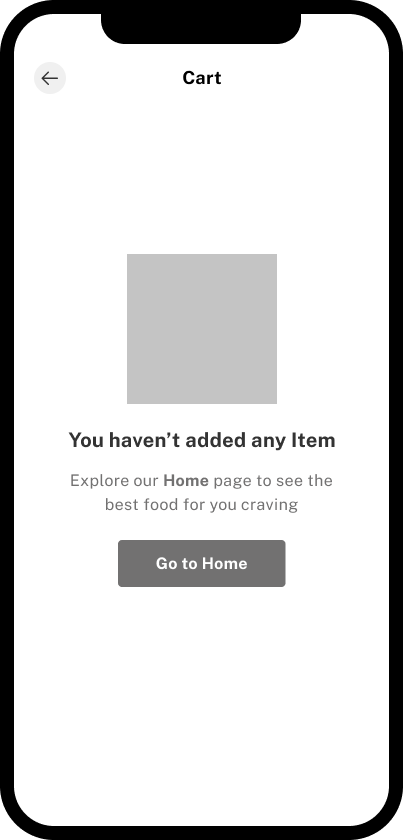 Cart
You haven’t added any Item
Explore our Home page to see the
best food for you craving
Go to Home